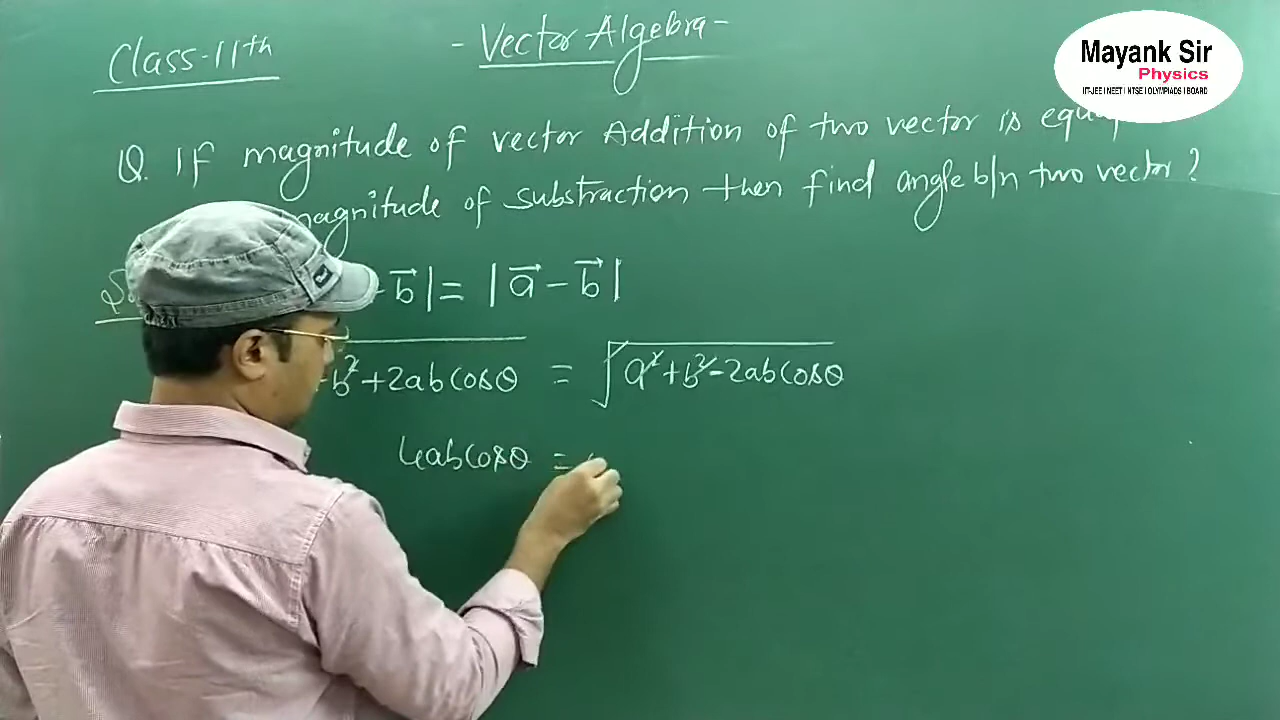 Class-11th
- Vector Algebra -
Mayank Sir
Physics
IIT-JEE I NEET I NTSE I OLYMPIADS I BOARD
Q. If magnitude of vector Addition of two vector is equa
magnitude of substraction then find angle b/n two vector ?
b⃗| = |a⃗ - b⃗|
b² + 2ab cosθ = √a² + b² - 2ab cosθ
4ab cosθ =